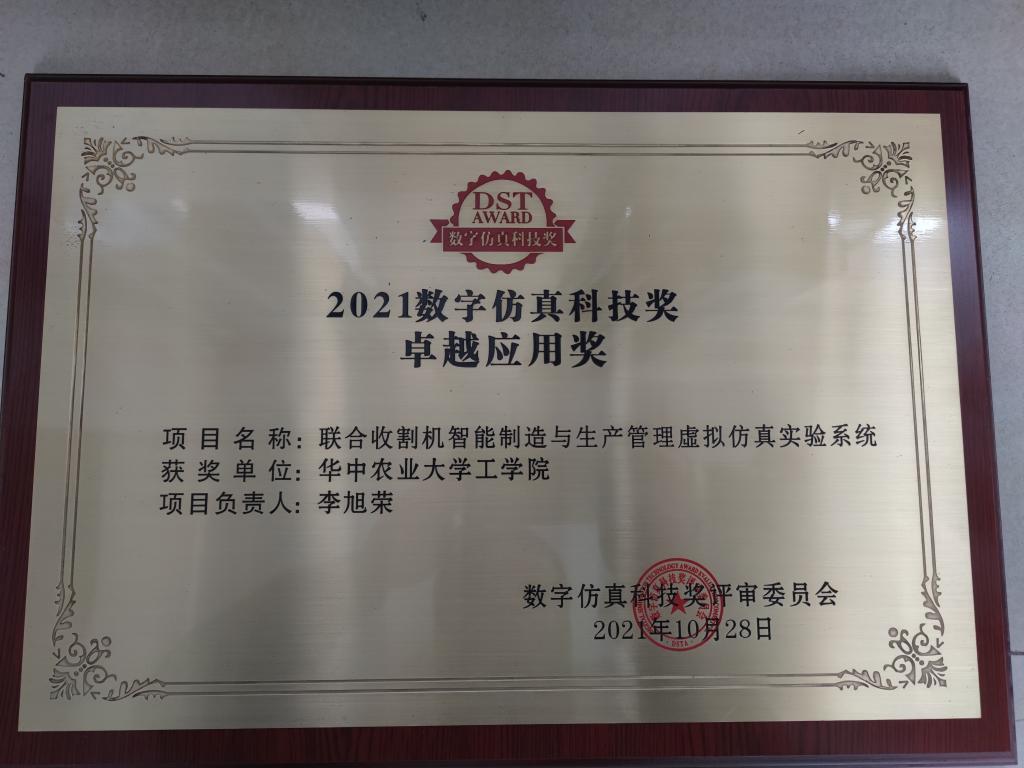 DST
AWARD
数字仿真科技奖
2021数字仿真科技奖
卓越应用奖
项目名称：联合收割机智能制造与生产管理虚拟仿真实验系统
获奖单位：华中农业大学工学院
项目负责人：李旭荣
数字仿真科技奖评审委员会
2021年10月28日
DSTA